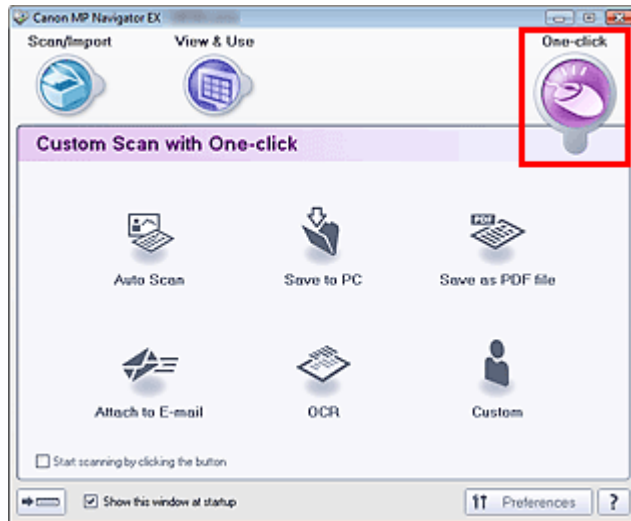 Canon MP Navigator EX
Scan/Import View & Use One-click
Custom Scan with One-click
PDF
Auto Scan Save to PC Save as PDF file
Attach to E-mail OCR Custom
Start scanning by clicking the button
Show this window at startup Preferences ?